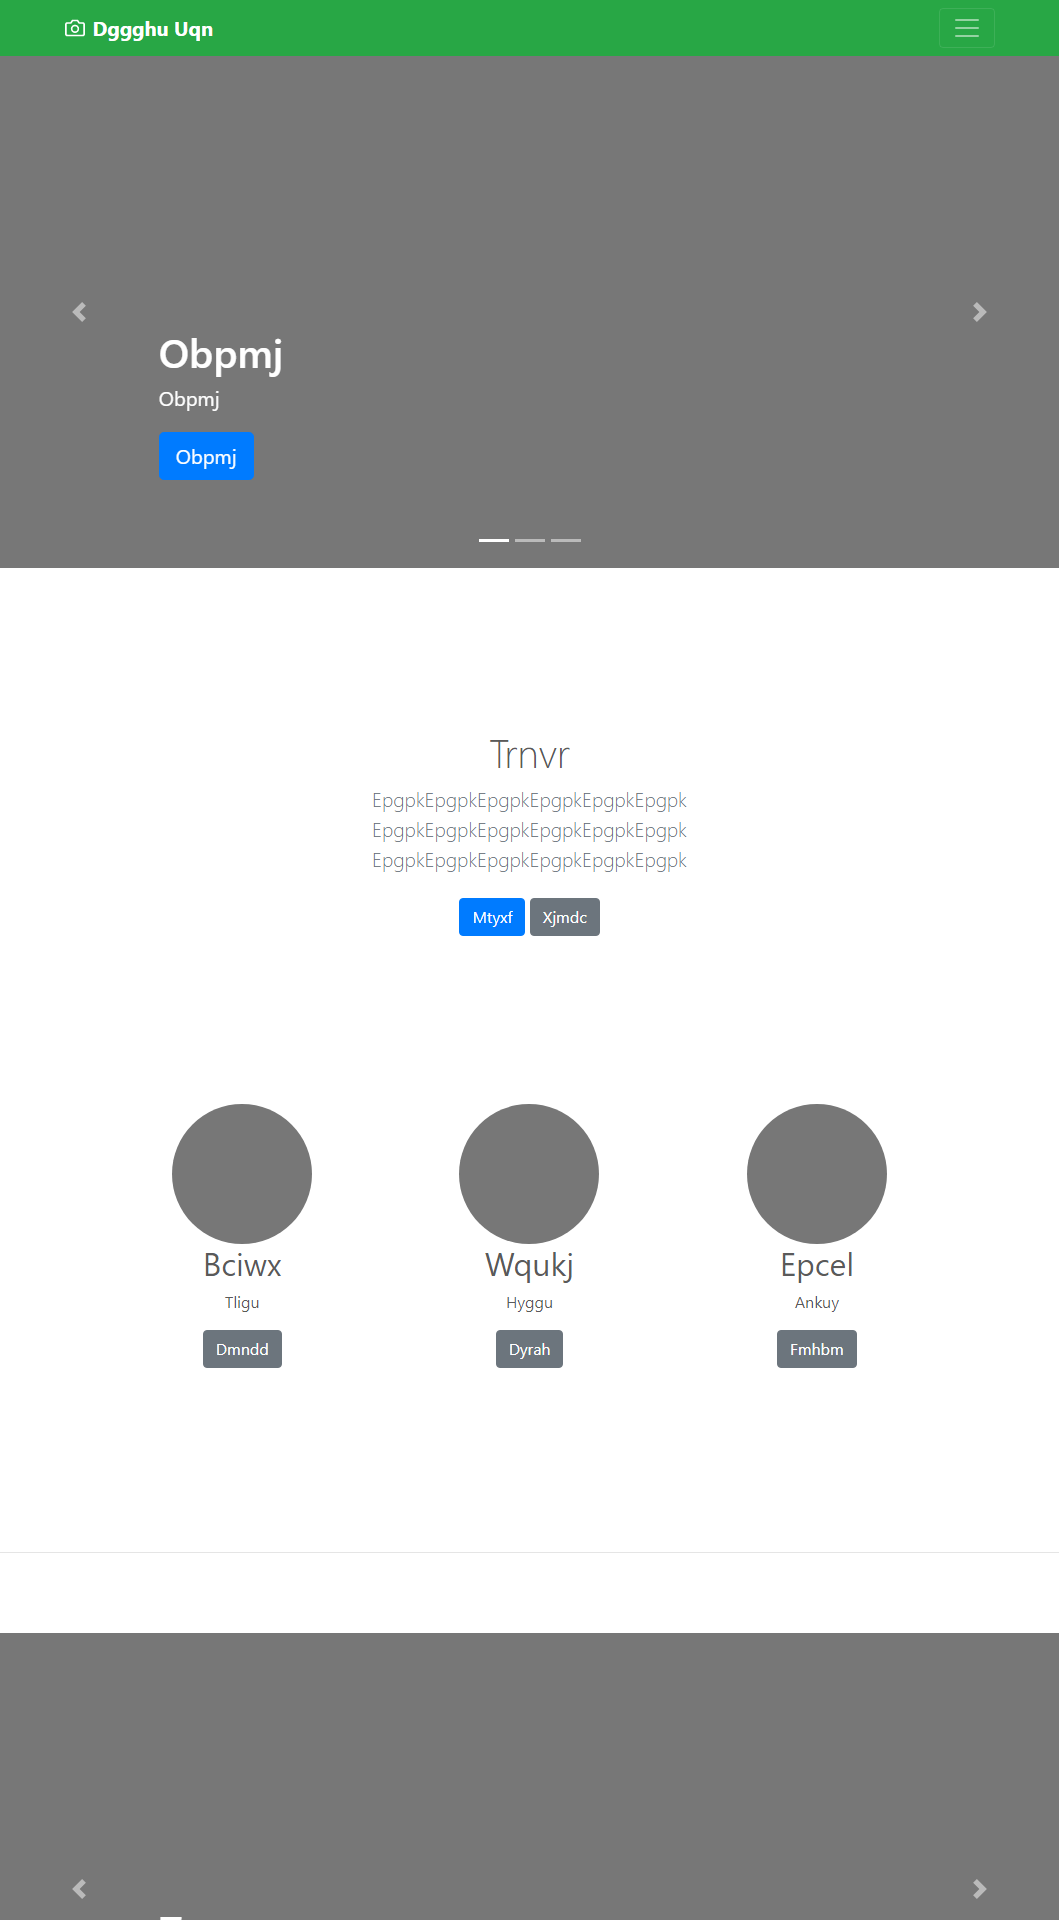 Dggghu Uqn
Obpmj
Obpmj
Obpmj
Trnvr
EpgpkEpgpkEpgpkEpgpkEpgpkEpgpk
EpgpkEpgpkEpgpkEpgpkEpgpkEpgpk
EpgpkEpgpkEpgpkEpgpkEpgpkEpgpk
Mtyxf Xjmdc
Bciwx Wqukj Epcel
Tligu Hyggu Ankuy
Dmndd Dyrah Fmhbm